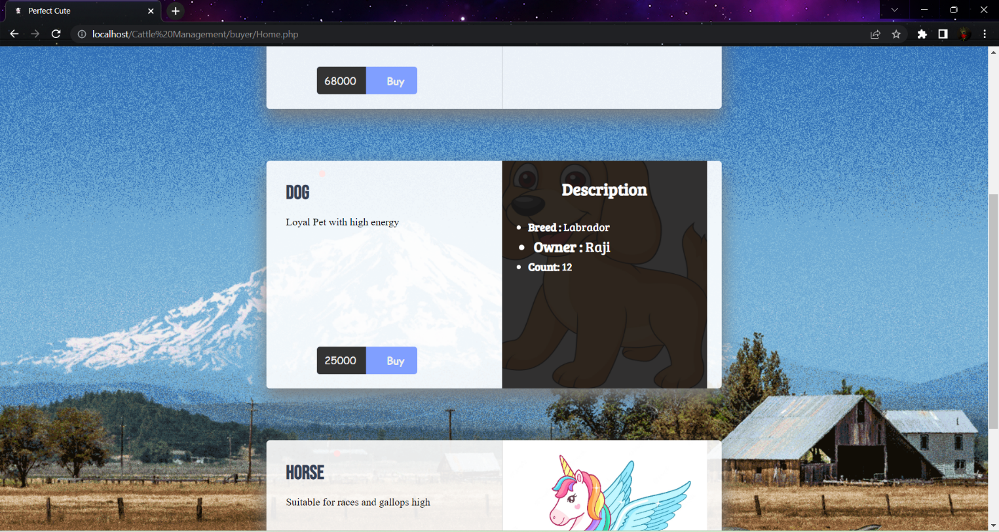 Perfect Cute
localhost/Cattle%20Management/buyer/Home.php
68000 Buy
DOG
Loyal Pet with high energy
25000 Buy
Description
Breed : Labrador
Owner : Raji
Count: 12
HORSE
Suitable for races and gallops high